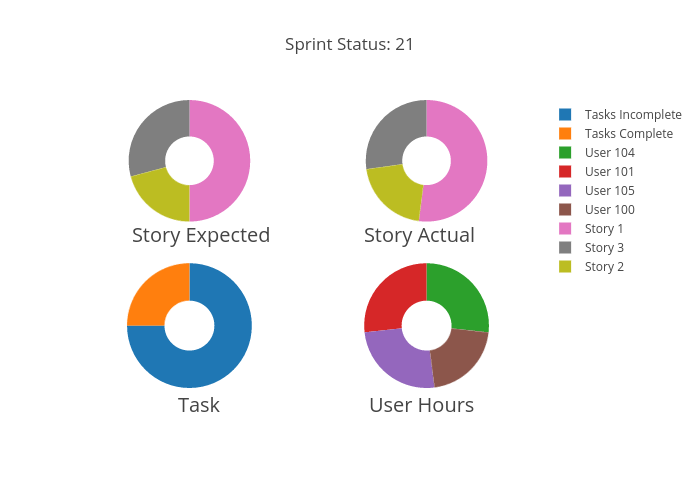 Sprint Status: 21
Story Expected
Story Actual
Task
User Hours
Tasks Incomplete
Tasks Complete
User 104
User 101
User 105
User 100
Story 1
Story 3
Story 2